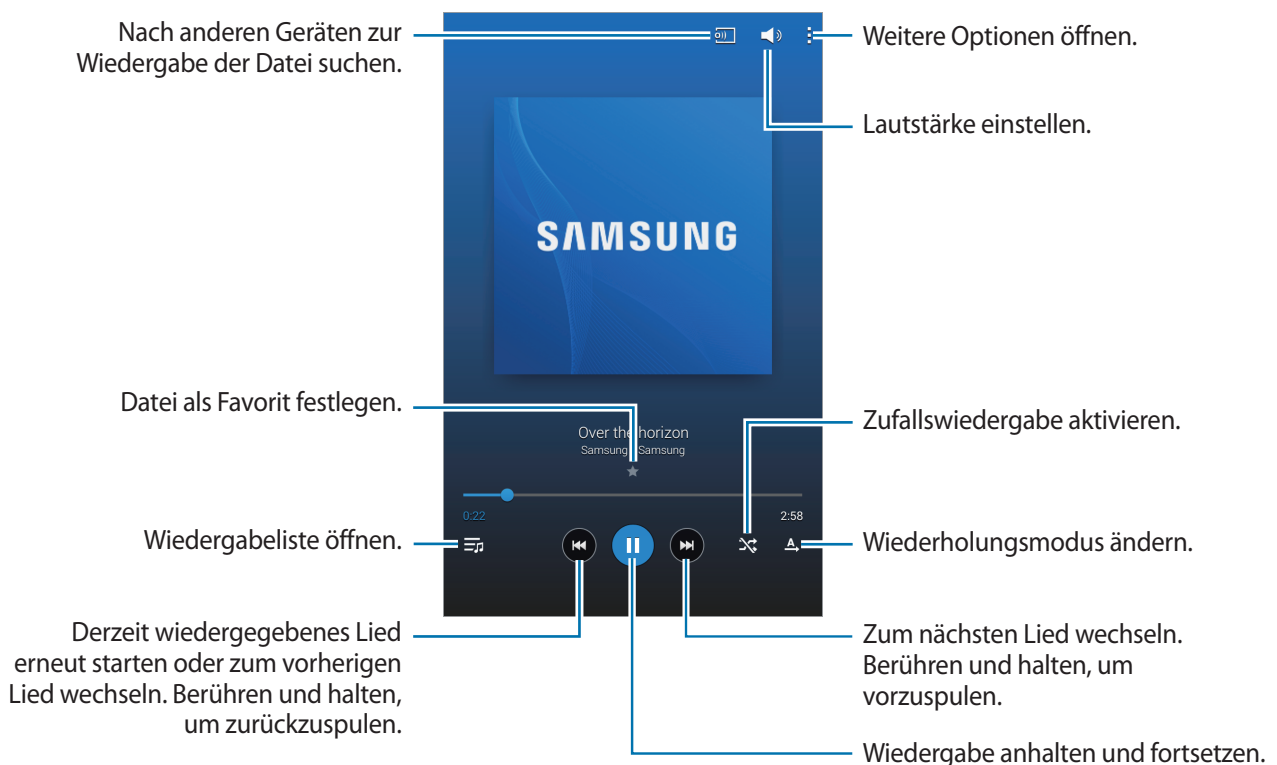 Nach anderen Geräten zur
Wiedergabe der Datei suchen.
Weitere Optionen öffnen.
Lautstärke einstellen.
SAMSUNG
Datei als Favorit festlegen.
Zufallswiedergabe aktivieren.
Over the horizon
Samsung Samsung
0:22
2:58
Wiedergabeliste öffnen.
A
Wiederholungsmodus ändern.
Derzeit wiedergegebenes Lied
erneut starten oder zum vorherigen
Lied wechseln. Berühren und halten,
um zurückzuspulen.
Zum nächsten Lied wechseln.
Berühren und halten, um
vorzuspulen.
Wiedergabe anhalten und fortsetzen.